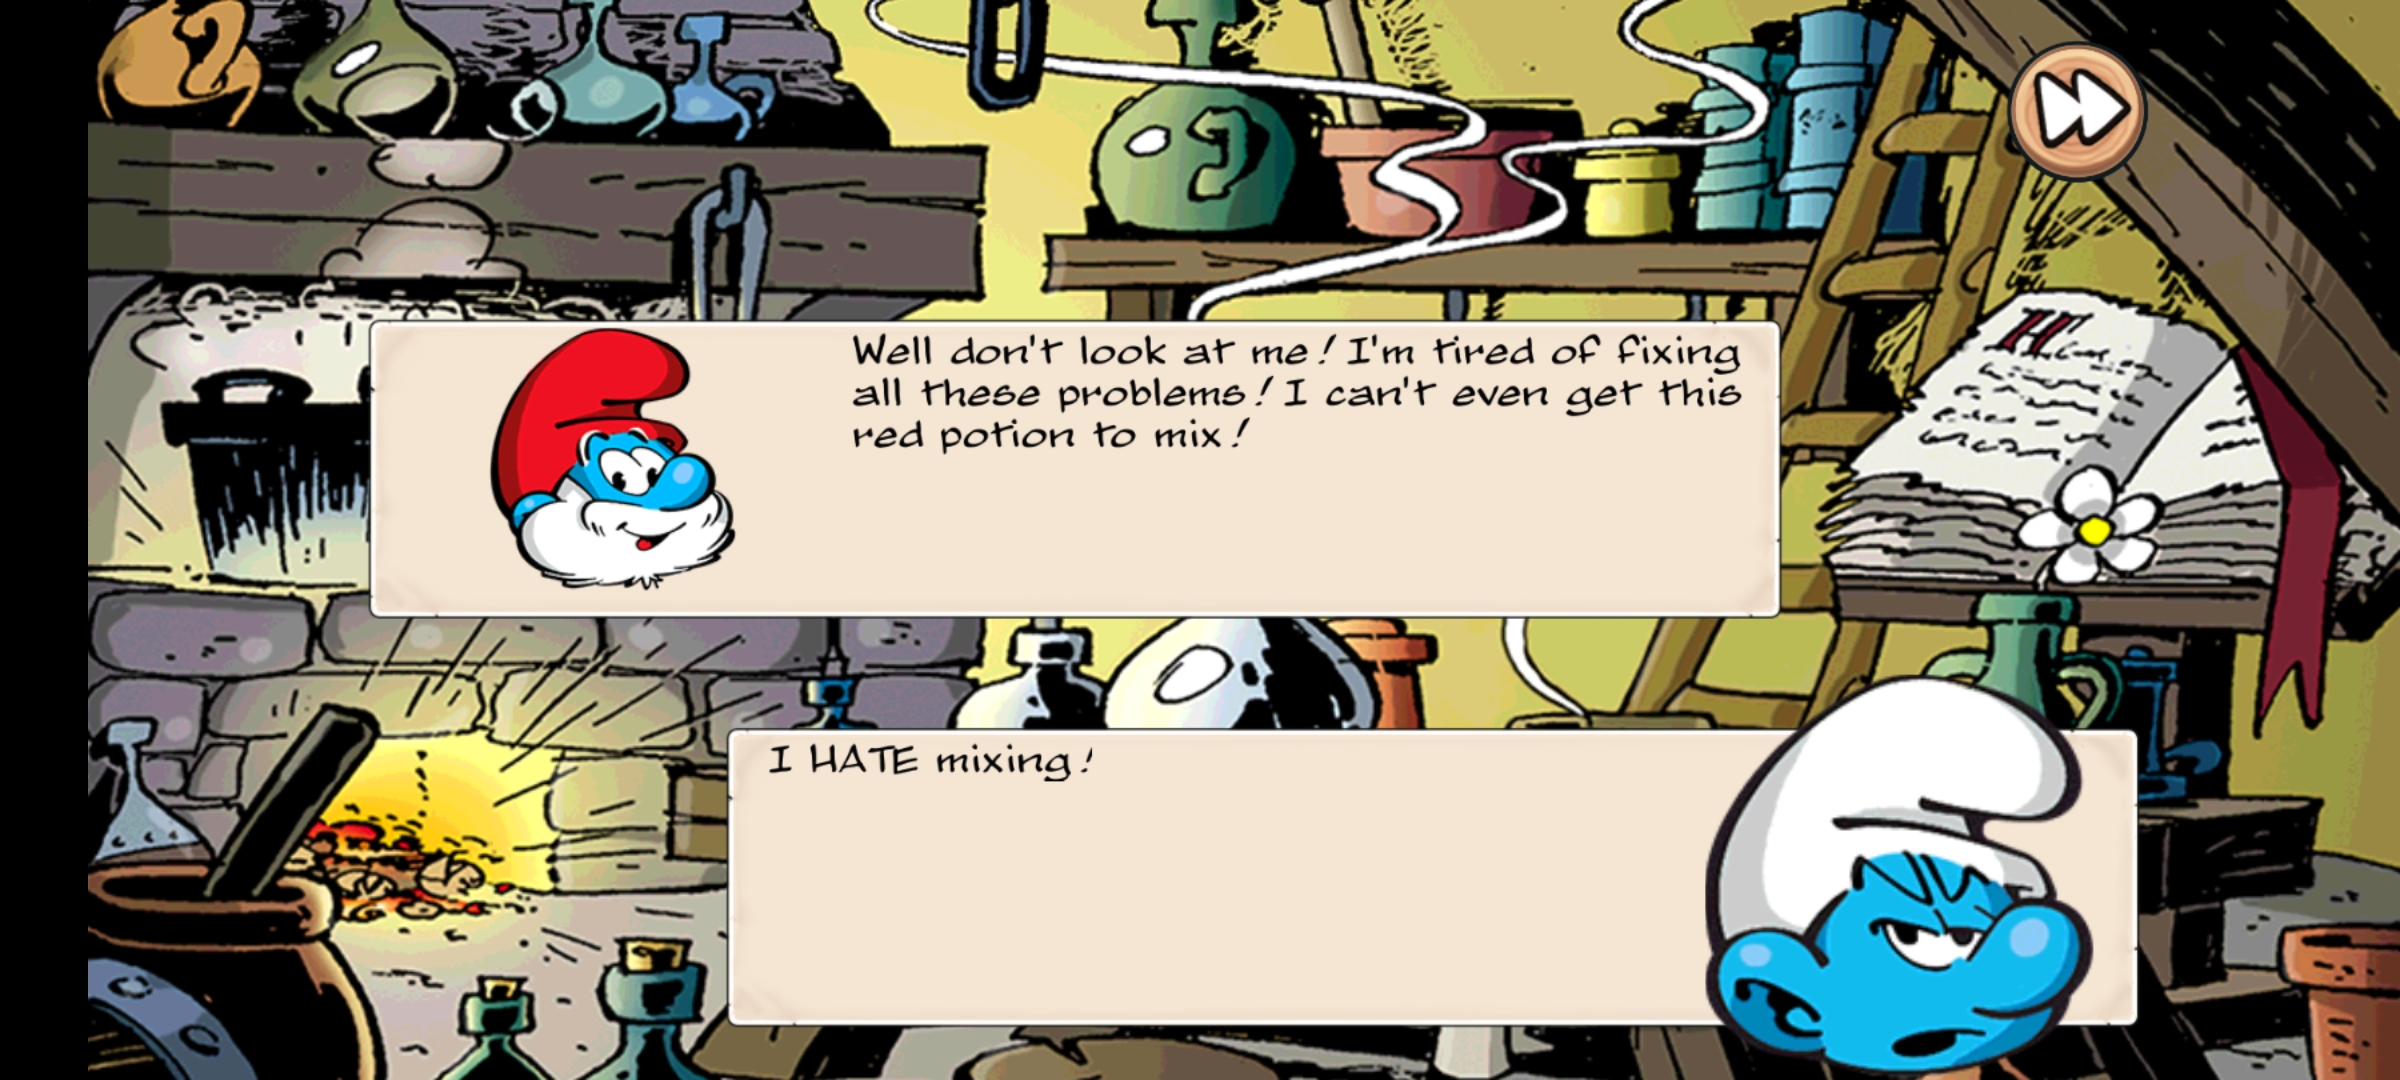 Well don't look at me! I'm tired of fixing
all these problems! I can't even get this
red potion to mix!
I HATE mixing!